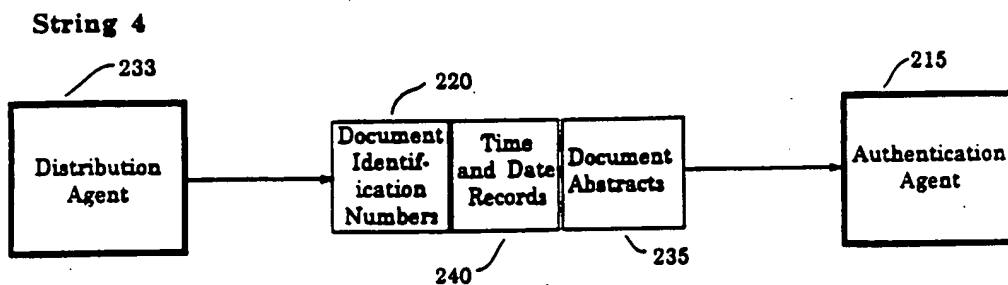 String 4
233
220
215
Distribution
Agent
Document
Identif-
ication
Numbers
Time
and Date
Records
Document
Abstracts
Authentication
Agent
240
235